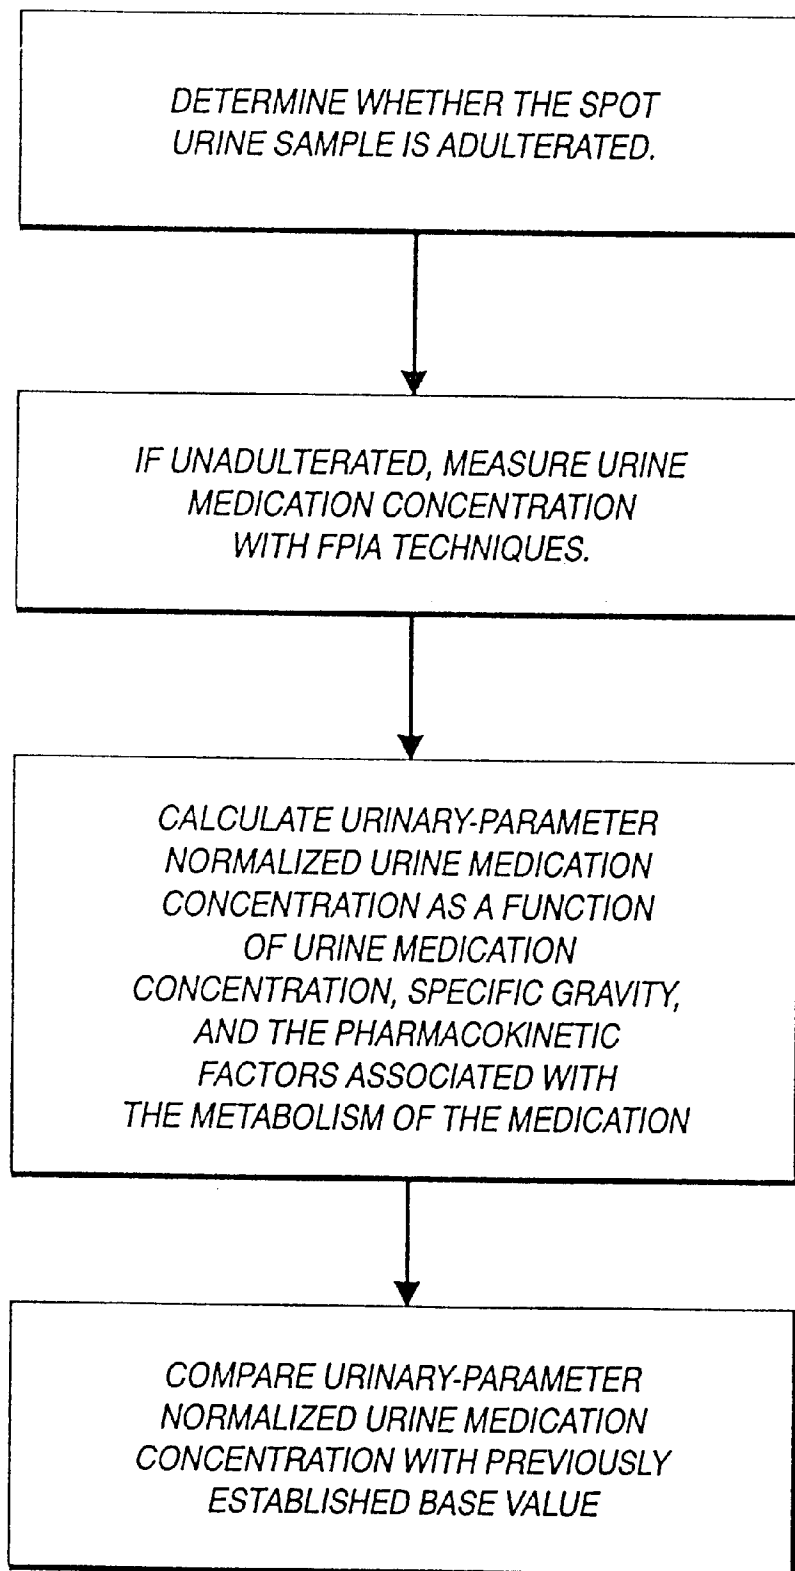 DETERMINE WHETHER THE SPOT
URINE SAMPLE IS ADULTERATED.
IF UNADULTERATED, MEASURE URINE
MEDICATION CONCENTRATION
WITH FPIA TECHNIQUES.
CALCULATE URINARY-PARAMETER
NORMALIZED URINE MEDICATION
CONCENTRATION AS A FUNCTION
OF URINE MEDICATION
CONCENTRATION, SPECIFIC GRAVITY,
AND THE PHARMACOKINETIC
FACTORS ASSOCIATED WITH
THE METABOLISM OF THE MEDICATION
COMPARE URINARY-PARAMETER
NORMALIZED URINE MEDICATION
CONCENTRATION WITH PREVIOUSLY
ESTABLISHED BASE VALUE